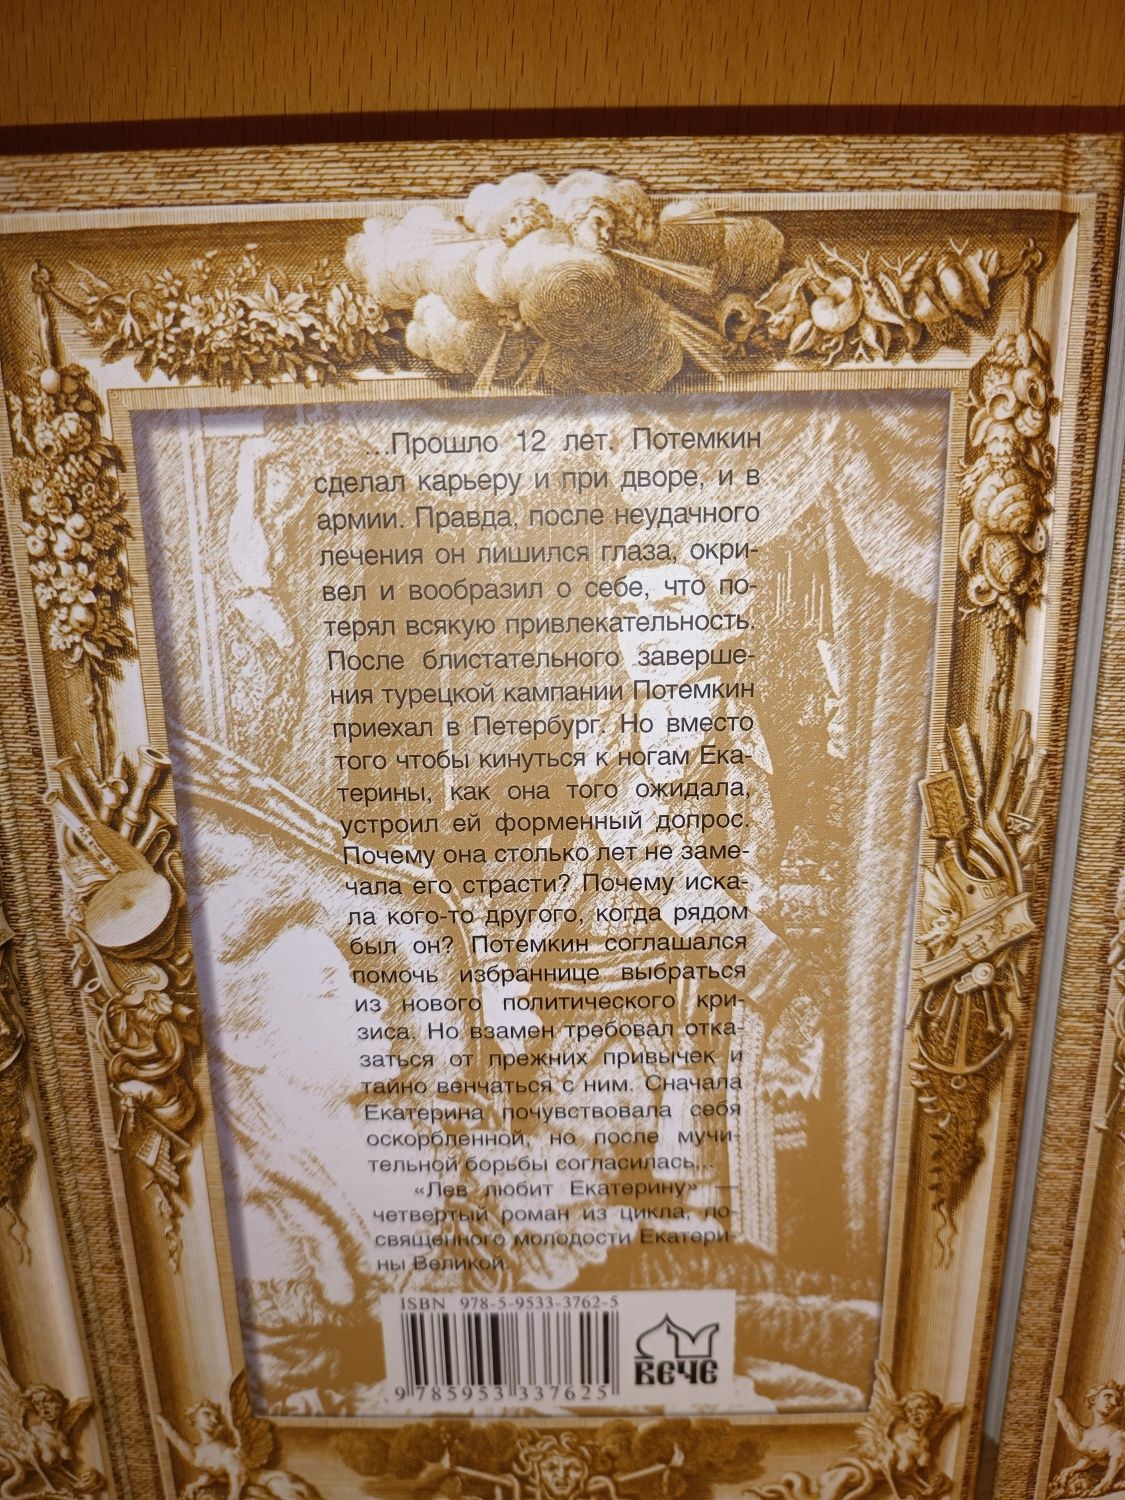 ...Прошло 12 лет. Потемкин
сделал карьеру и при дворе, и в
армии. Правда, после неудачного
лечения он лишился глаза, окри-
вел и вообразил о себе, что по-
терял всякую привлекательность.
После блистательного заверше-
ния турецкой кампании Потемкин
приехал в Петербург. Но вместо
того чтобы кинуться к ногам Ека-
терины, как она того ожидала,
устроил ей форменный допрос.
Почему она столько лет не заме-
чала его страсти? Почему иска-
ла кого-то другого, когда рядом
был он? Потемкин соглашался
помочь избраннице выбраться
из нового политического кри-
зиса. Но взамен требовал отка-
заться от прежних привычек и
тайно венчаться с ним. Сначала
Екатерина почувствовала себя
оскорбленной, но после мучи-
тельной борьбы согласилась...
«Лев любит Екатерину» —
четвертый роман из цикла, по-
священного молодости Екатери-
ны Великой.
ISBN 978-5-9533-3762-5
9 785953 337625
ВЕЧЕ